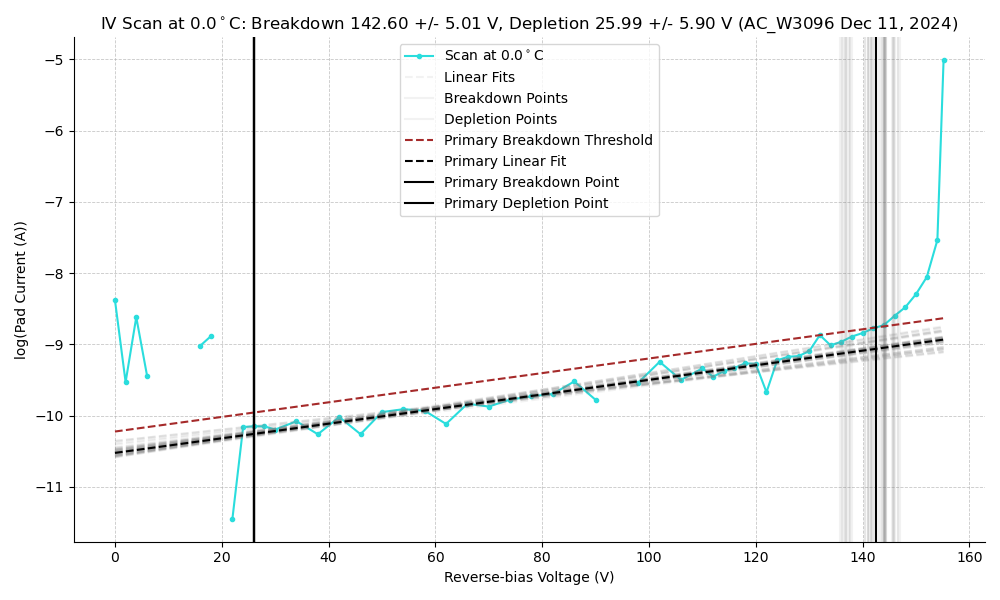 IV Scan at 0.0°C: Breakdown 142.60 +/- 5.01 V, Depletion 25.99 +/- 5.90 V (AC_W3096 Dec 11, 2024)
Scan at 0.0°C
Linear Fits
Breakdown Points
Depletion Points
Primary Breakdown Threshold
Primary Linear Fit
Primary Breakdown Point
Primary Depletion Point
log(Pad Current (A))
−5
−6
−7
−8
−9
−10
−11
0 20 40 60 80 100 120 140 160
Reverse-bias Voltage (V)